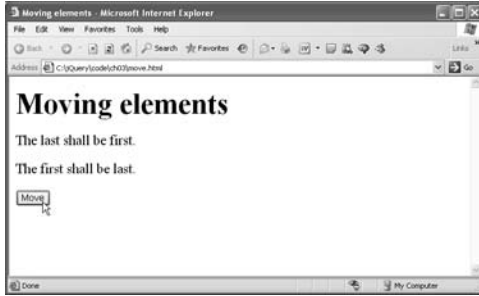 Moving elements - Microsoft Internet Explorer
File Edit View Favorites Tools Help
Back Search Favorites
Links
Address C:\jQuery\code\ch03\move.html Go
Moving elements
The last shall be first.
The first shall be last.
Move
Done My Computer